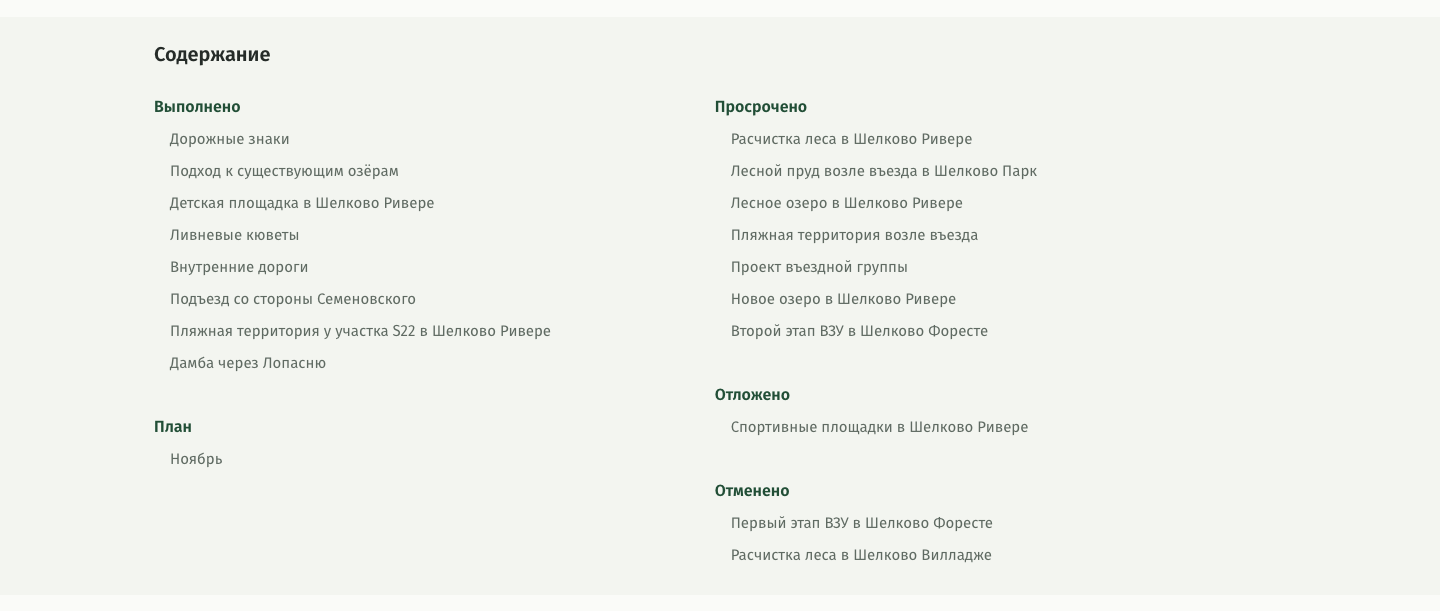 Содержание
Выполнено
Дорожные знаки
Подход к существующим озёрам
Детская площадка в Шелково Ривере
Ливневые кюветы
Внутренние дороги
Подъезд со стороны Семеновского
Пляжная территория у участка S22 в Шелково Ривере
Дамба через Лопасню
План
Ноябрь
Просрочено
Расчистка леса в Шелково Ривере
Лесной пруд возле въезда в Шелково Парк
Лесное озеро в Шелково Ривере
Пляжная территория возле въезда
Проект въездной группы
Новое озеро в Шелково Ривере
Второй этап ВЗУ в Шелково Форесте
Отложено
Спортивные площадки в Шелково Ривере
Отменено
Первый этап ВЗУ в Шелково Форесте
Расчистка леса в Шелково Вилладже